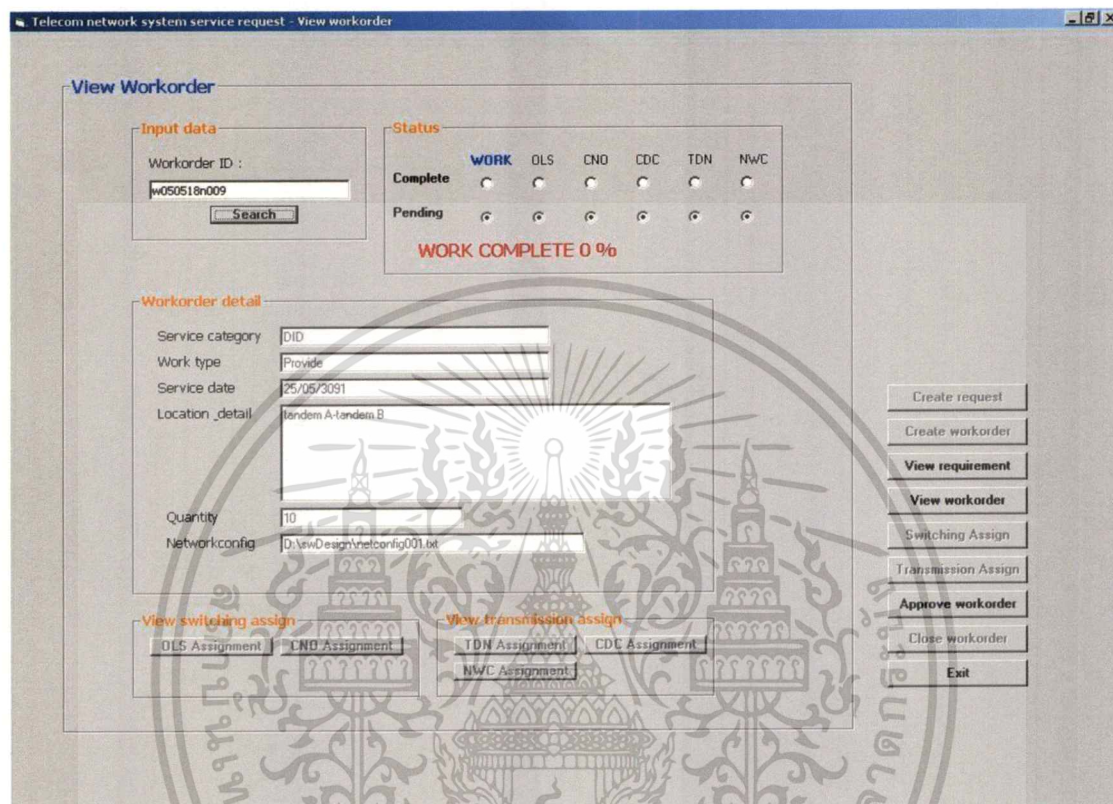 Telecom network system service request - View workorder
View Workorder
Input data
Workorder ID :
w050518n009
Search
Status
WORK OLS CNO CDC TDN NWC
Complete
Pending
WORK COMPLETE 0 %
Workorder detail
Service category DID
Work type Provide
Service date 25/05/3091
Location _detail tandem A-tandem B
Quantity 10
Networkconfig D:\swDesign\netconfig001.txt
View switching assign
OLS Assignment CNO Assignment
View transmission assign
TDN Assignment CDC Assignment
NWC Assignment
Create request
Create workorder
View requirement
View workorder
Switching Assign
Transmission Assign
Approve workorder
Close workorder
Exit